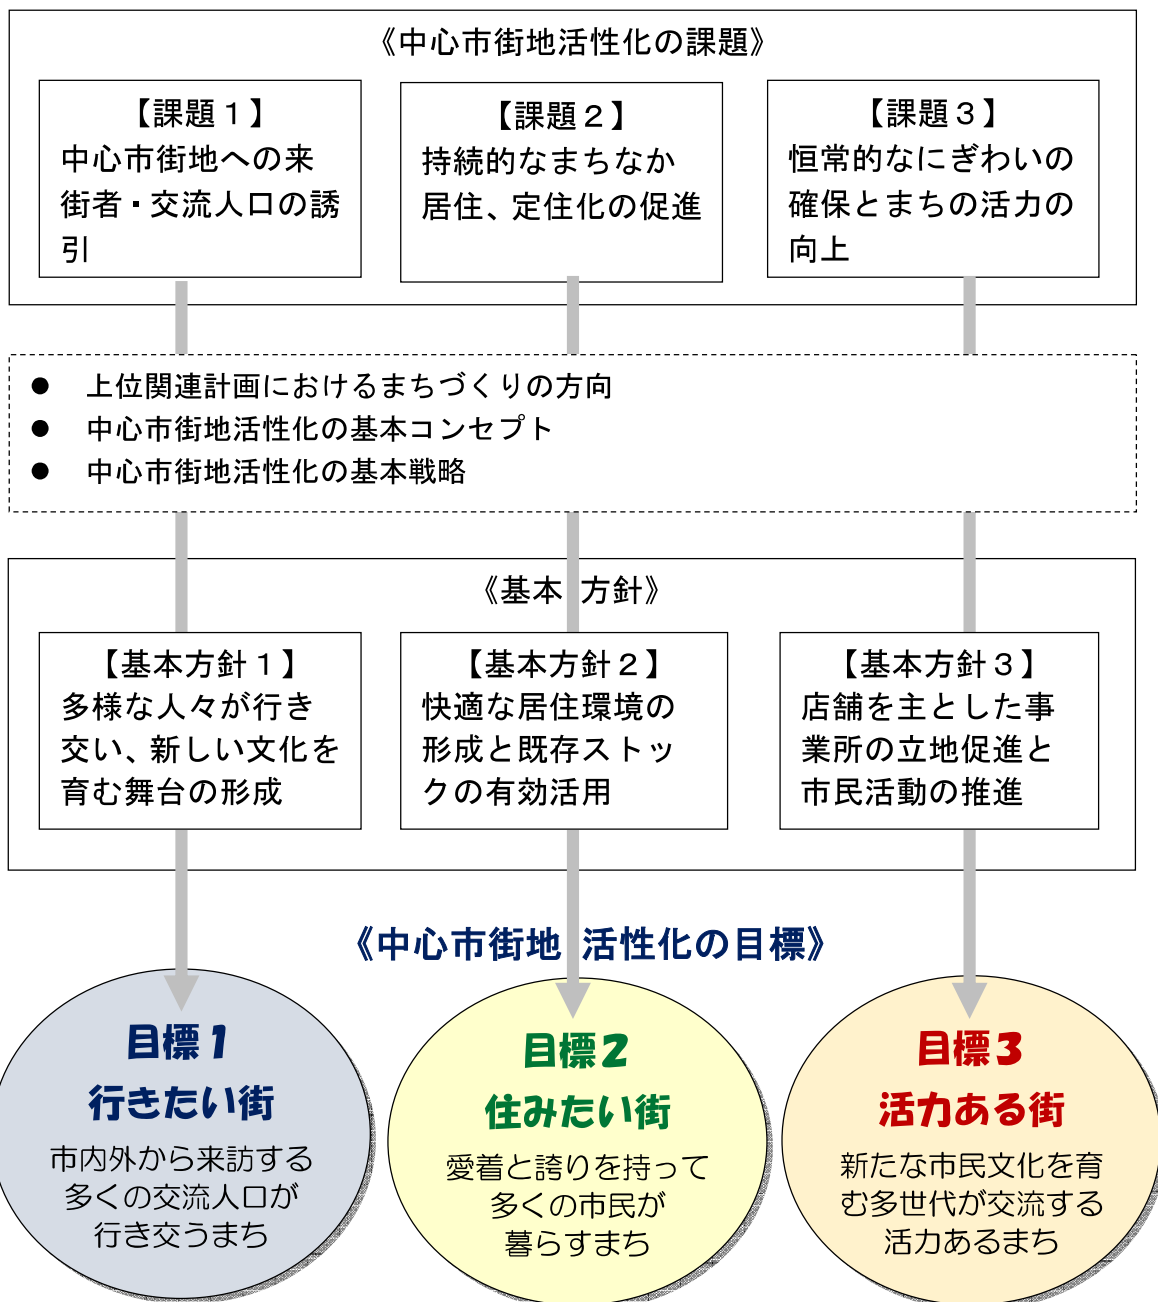 《中心市街地活性化の課題》
【課題１】
中心市街地への来
街者・交流人口の誘
引
【課題２】
持続的なまちなか
居住、定住化の促進
【課題３】
恒常的なにぎわいの
確保とまちの活力の
向上
● 上位関連計画におけるまちづくりの方向
● 中心市街地活性化の基本コンセプト
● 中心市街地活性化の基本戦略
《基本方針》
【基本方針１】
多様な人々が行き
交い、新しい文化を
育む舞台の形成
【基本方針２】
快適な居住環境の
形成と既存ストッ
クの有効活用
【基本方針３】
店舗を主とした事
業所の立地促進と
市民活動の推進
《中心市街地 活性化の目標》
目標１
行きたい街
市内外から来訪する
多くの交流人口が
行き交うまち
目標２
住みたい街
愛着と誇りを持って
多くの市民が
暮らすまち
目標３
活力ある街
新たな市民文化を育
む多世代が交流する
活力あるまち